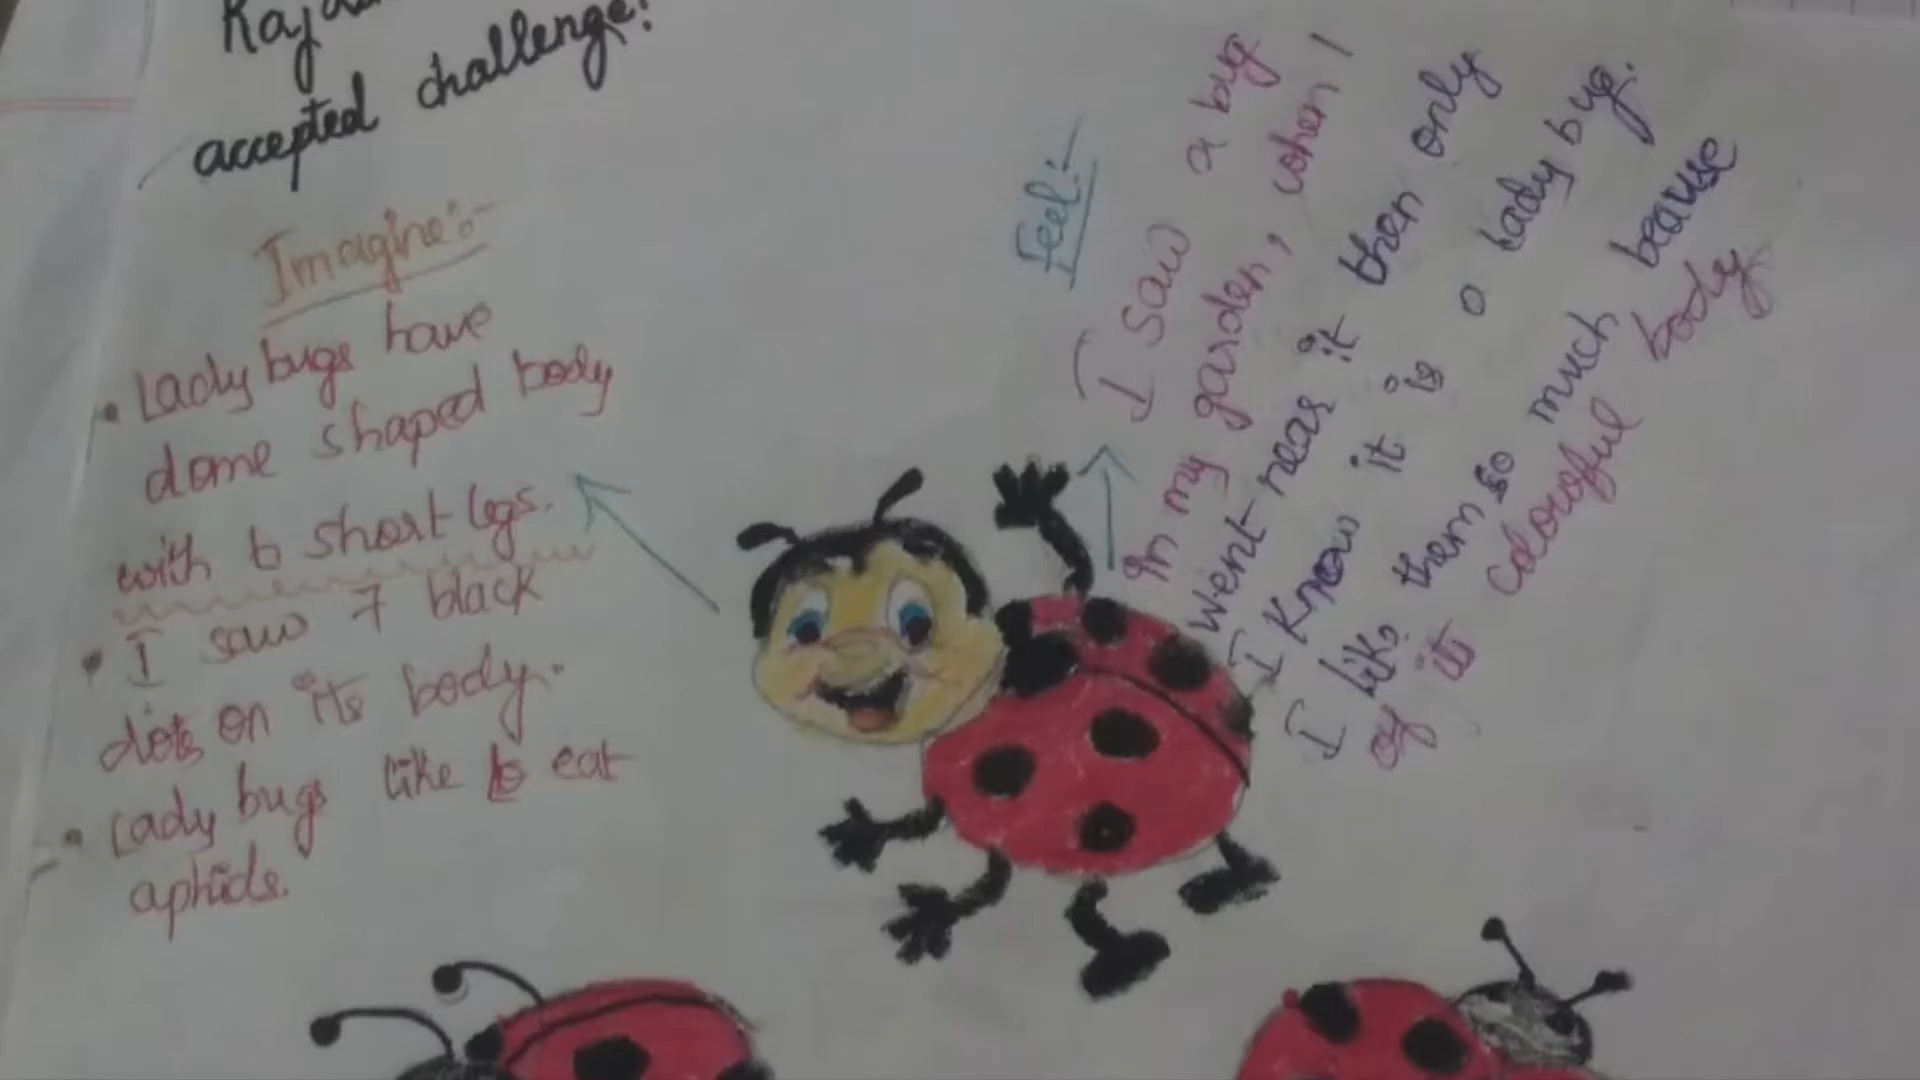 accepted challenge!
Imagine:-
• Lady bugs have
dome shaped body
with 6 short legs.
• I saw 7 black
dots on its body.
• Lady bugs like to eat
aphids.
Feel:-
I saw a bug
in my garden, when I
went near it then only
I know it is a lady bug.
I like them so much beause
of its colourful body